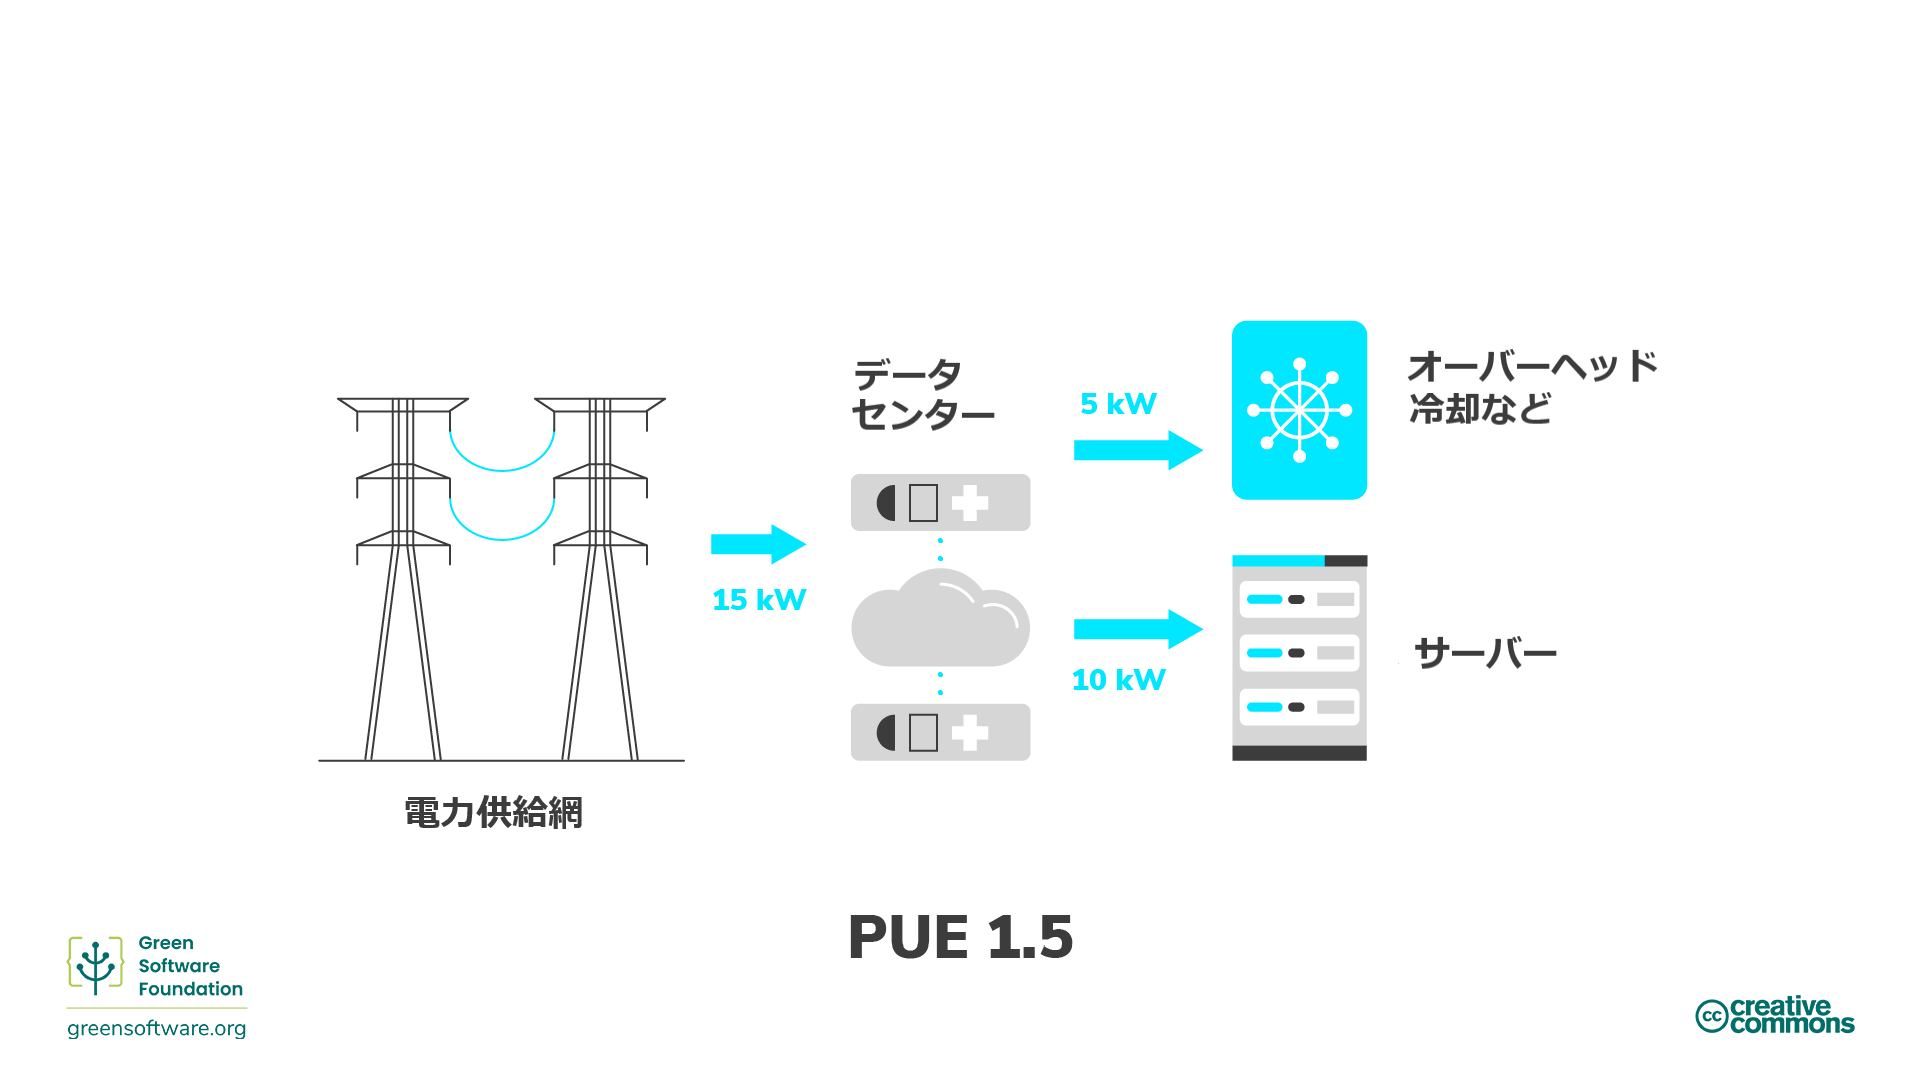 データ
センター
5 kW
オーバーヘッド
冷却など
15 kW
10 kW
サーバー
電力供給網
PUE 1.5
Green
Software
Foundation
greensoftware.org
cc creative
commons